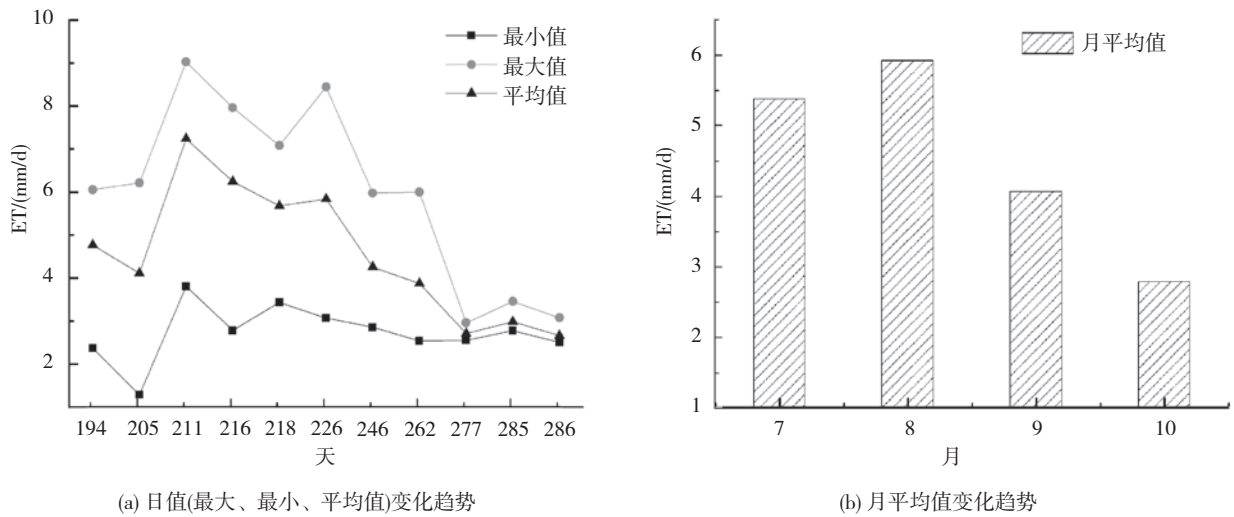 10
8
6
4
2
ET/(mm/d)
最小值
最大值
平均值
194 205 211 216 218 226 246 262 277 285 286
天
(a) 日值(最大、最小、平均值)变化趋势
6
5
4
3
2
1
ET/(mm/d)
月平均值
7 8 9 10
月
(b) 月平均值变化趋势